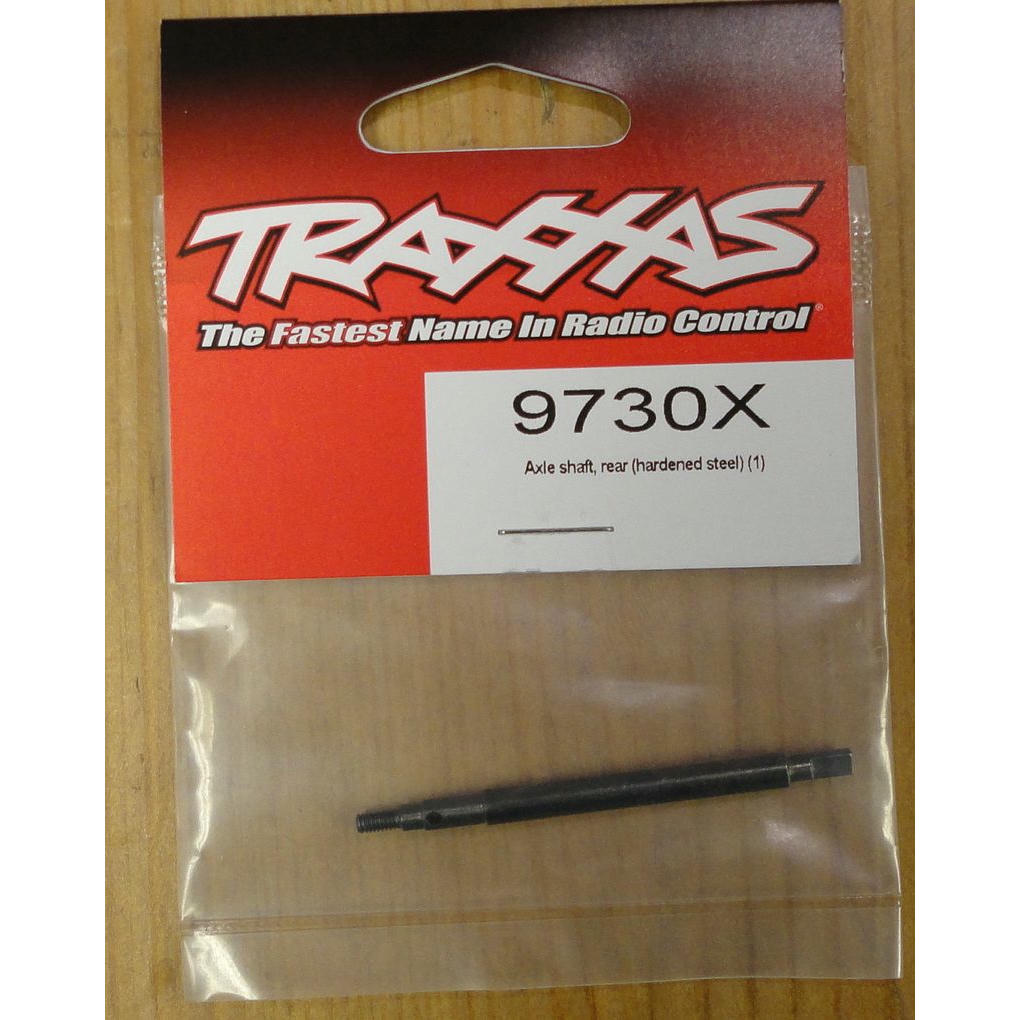 TRAXXAS
The Fastest Name In Radio Control®
9730X
Axle shaft, rear (hardened steel) (1)